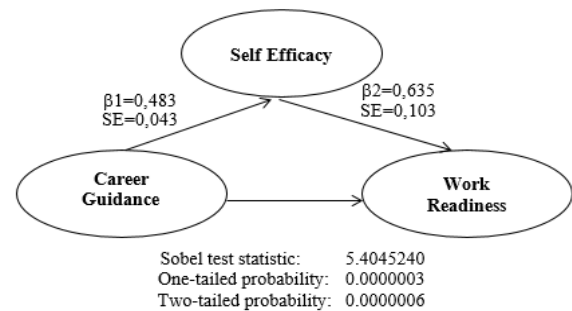 Self Efficacy
β1=0,483
SE=0,043
β2=0,635
SE=0,103
Career
Guidance
Work
Readiness
Sobel test statistic: 5.4045240
One-tailed probability: 0.0000003
Two-tailed probability: 0.0000006